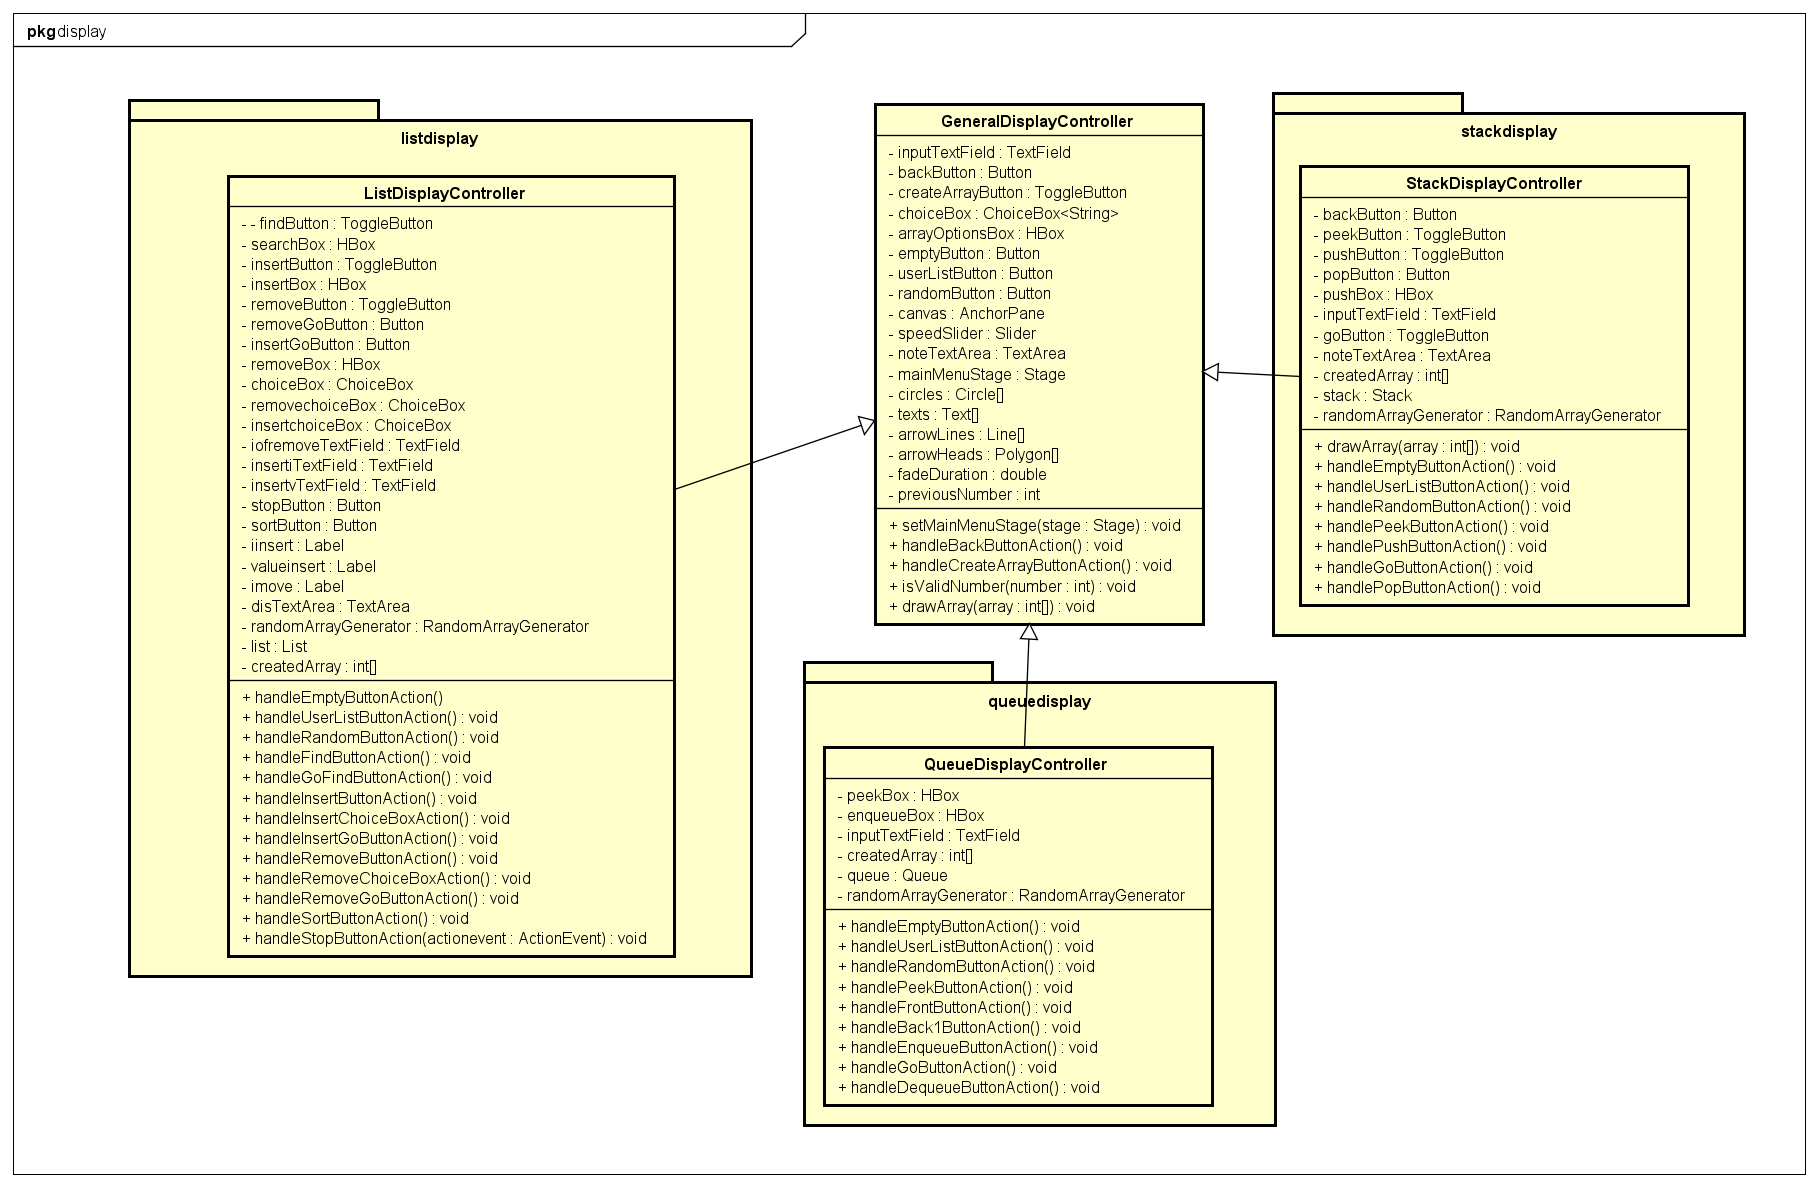 pkg display
listdisplay
ListDisplayController
- - findButton : ToggleButton
- searchBox : HBox
- insertButton : ToggleButton
- insertBox : HBox
- removeButton : ToggleButton
- removeGoButton : Button
- insertGoButton : Button
- removeBox : HBox
- choiceBox : ChoiceBox
- removechoiceBox : ChoiceBox
- insertchoiceBox : ChoiceBox
- iofremoveTextField : TextField
- insertiTextField : TextField
- insertvTextField : TextField
- stopButton : Button
- sortButton : Button
- iinsert : Label
- valueinsert : Label
- imove : Label
- disTextArea : TextArea
- randomArrayGenerator : RandomArrayGenerator
- list : List
- createdArray : int[]
+ handleEmptyButtonAction()
+ handleUserListButtonAction() : void
+ handleRandomButtonAction() : void
+ handleFindButtonAction() : void
+ handleGoFindButtonAction() : void
+ handleInsertButtonAction() : void
+ handleInsertChoiceBoxAction() : void
+ handleInsertGoButtonAction() : void
+ handleRemoveButtonAction() : void
+ handleRemoveChoiceBoxAction() : void
+ handleRemoveGoButtonAction() : void
+ handleSortButtonAction() : void
+ handleStopButtonAction(actionevent : ActionEvent) : void
GeneralDisplayController
- inputTextField : TextField
- backButton : Button
- createArrayButton : ToggleButton
- choiceBox : ChoiceBox<String>
- arrayOptionsBox : HBox
- emptyButton : Button
- userListButton : Button
- randomButton : Button
- canvas : AnchorPane
- speedSlider : Slider
- noteTextArea : TextArea
- mainMenuStage : Stage
- circles : Circle[]
- texts : Text[]
- arrowLines : Line[]
- arrowHeads : Polygon[]
- fadeDuration : double
- previousNumber : int
+ setMainMenuStage(stage : Stage) : void
+ handleBackButtonAction() : void
+ handleCreateArrayButtonAction() : void
+ isValidNumber(number : int) : void
+ drawArray(array : int[]) : void
stackdisplay
StackDisplayController
- backButton : Button
- peekButton : ToggleButton
- pushButton : ToggleButton
- popButton : Button
- pushBox : HBox
- inputTextField : TextField
- goButton : ToggleButton
- noteTextArea : TextArea
- createdArray : int[]
- stack : Stack
- randomArrayGenerator : RandomArrayGenerator
+ drawArray(array : int[]) : void
+ handleEmptyButtonAction() : void
+ handleUserListButtonAction() : void
+ handleRandomButtonAction() : void
+ handlePeekButtonAction() : void
+ handlePushButtonAction() : void
+ handleGoButtonAction() : void
+ handlePopButtonAction() : void
queuedisplay
QueueDisplayController
- peekBox : HBox
- enqueueBox : HBox
- inputTextField : TextField
- createdArray : int[]
- queue : Queue
- randomArrayGenerator : RandomArrayGenerator
+ handleEmptyButtonAction() : void
+ handleUserListButtonAction() : void
+ handleRandomButtonAction() : void
+ handlePeekButtonAction() : void
+ handleFrontButtonAction() : void
+ handleBack1ButtonAction() : void
+ handleEnqueueButtonAction() : void
+ handleGoButtonAction() : void
+ handleDequeueButtonAction() : void